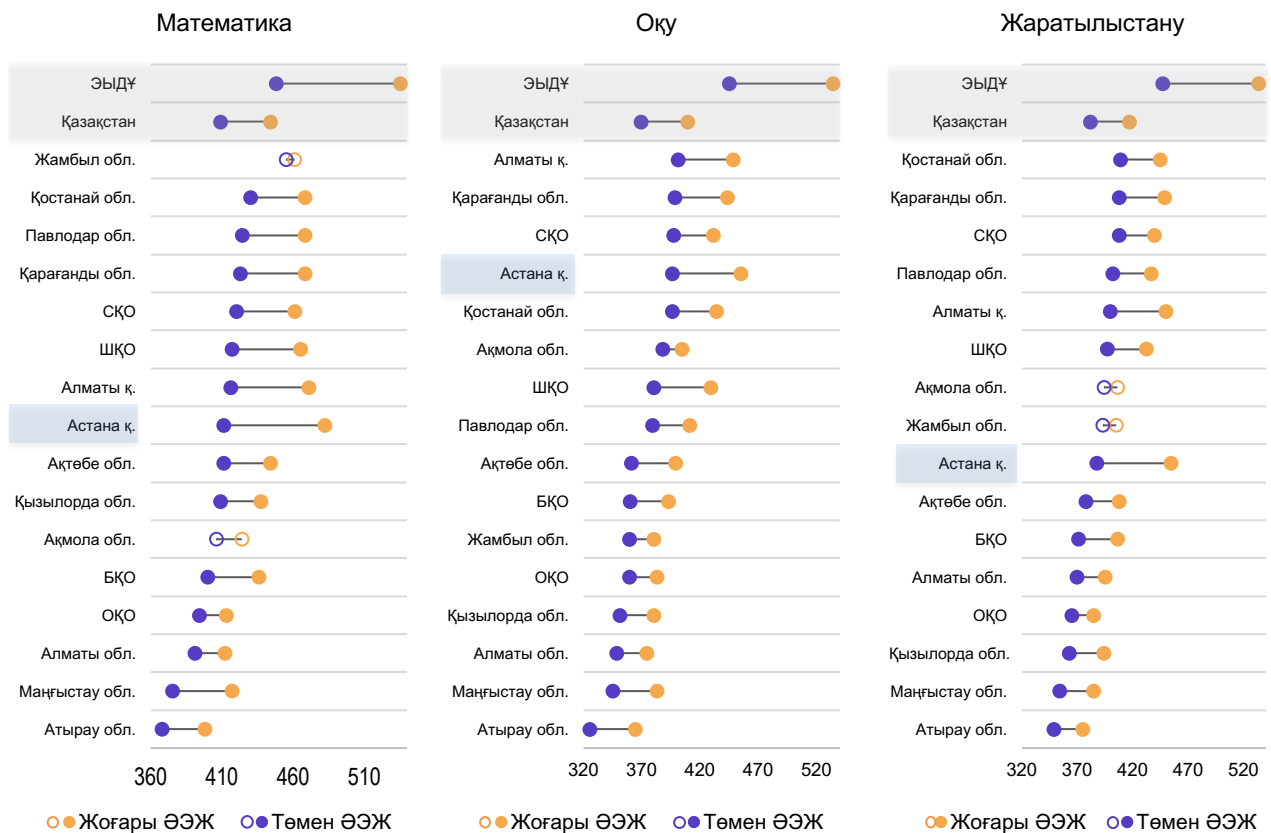 Математика
ЭЫДҰ
Қазақстан
Жамбыл обл.
Қостанай обл.
Павлодар обл.
Қарағанды обл.
СҚО
ШҚО
Алматы қ.
Астана қ.
Ақтөбе обл.
Қызылорда обл.
Ақмола обл.
БҚО
ОҚО
Алматы обл.
Маңғыстау обл.
Атырау обл.
360 410 460 510
Жоғары ӘЭЖ Төмен ӘЭЖ
Оқу
ЭЫДҰ
Қазақстан
Алматы қ.
Қарағанды обл.
СҚО
Астана қ.
Қостанай обл.
Ақмола обл.
ШҚО
Павлодар обл.
Ақтөбе обл.
БҚО
Жамбыл обл.
ОҚО
Қызылорда обл.
Алматы обл.
Маңғыстау обл.
Атырау обл.
320 370 420 470 520
Жоғары ӘЭЖ Төмен ӘЭЖ
Жаратылыстану
ЭЫДҰ
Қазақстан
Қостанай обл.
Қарағанды обл.
СҚО
Павлодар обл.
Алматы қ.
ШҚО
Ақмола обл.
Жамбыл обл.
Астана қ.
Ақтөбе обл.
БҚО
Алматы обл.
ОҚО
Қызылорда обл.
Маңғыстау обл.
Атырау обл.
320 370 420 470 520
Жоғары ӘЭЖ Төмен ӘЭЖ